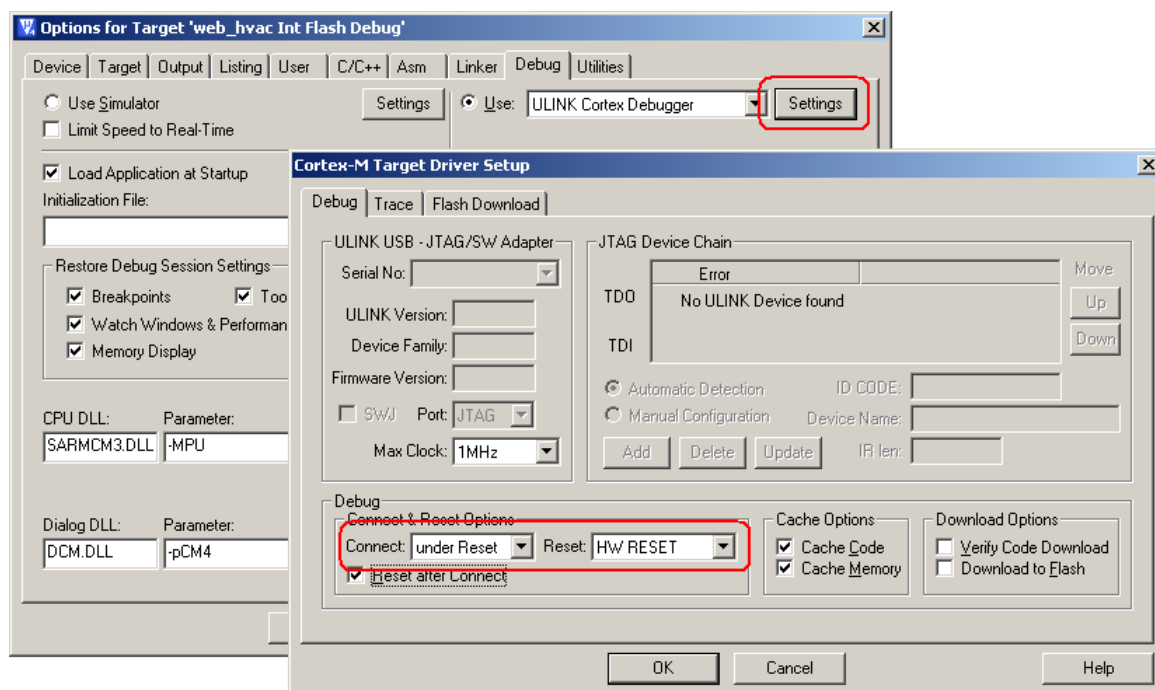 Options for Target 'web_hvac Int Flash Debug'
Device Target Output Listing User C/C++ Asm Linker Debug Utilities
Use Simulator Settings Use: ULINK Cortex Debugger Settings
Limit Speed to Real-Time
Load Application at Startup
Initialization File:
Restore Debug Session Settings
Breakpoints Too
Watch Windows & Performan
Memory Display
CPU DLL: Parameter:
SARMCM3.DLL -MPU
Dialog DLL: Parameter:
DCM.DLL -pCM4
Cortex-M Target Driver Setup
Debug Trace Flash Download
ULINK USB - JTAG/SW Adapter
Serial No:
ULINK Version:
Device Family:
Firmware Version:
SWJ Port: JTAG
Max Clock: 1MHz
JTAG Device Chain
Error Move
TDO No ULINK Device found Up
TDI Down
Automatic Detection ID CODE:
Manual Configuration Device Name:
Add Delete Update IR len:
Debug
Connect & Reset Options
Connect: under Reset Reset: HW RESET
Reset after Connect
Cache Options
Cache Code
Cache Memory
Download Options
Verify Code Download
Download to Flash
OK Cancel Help